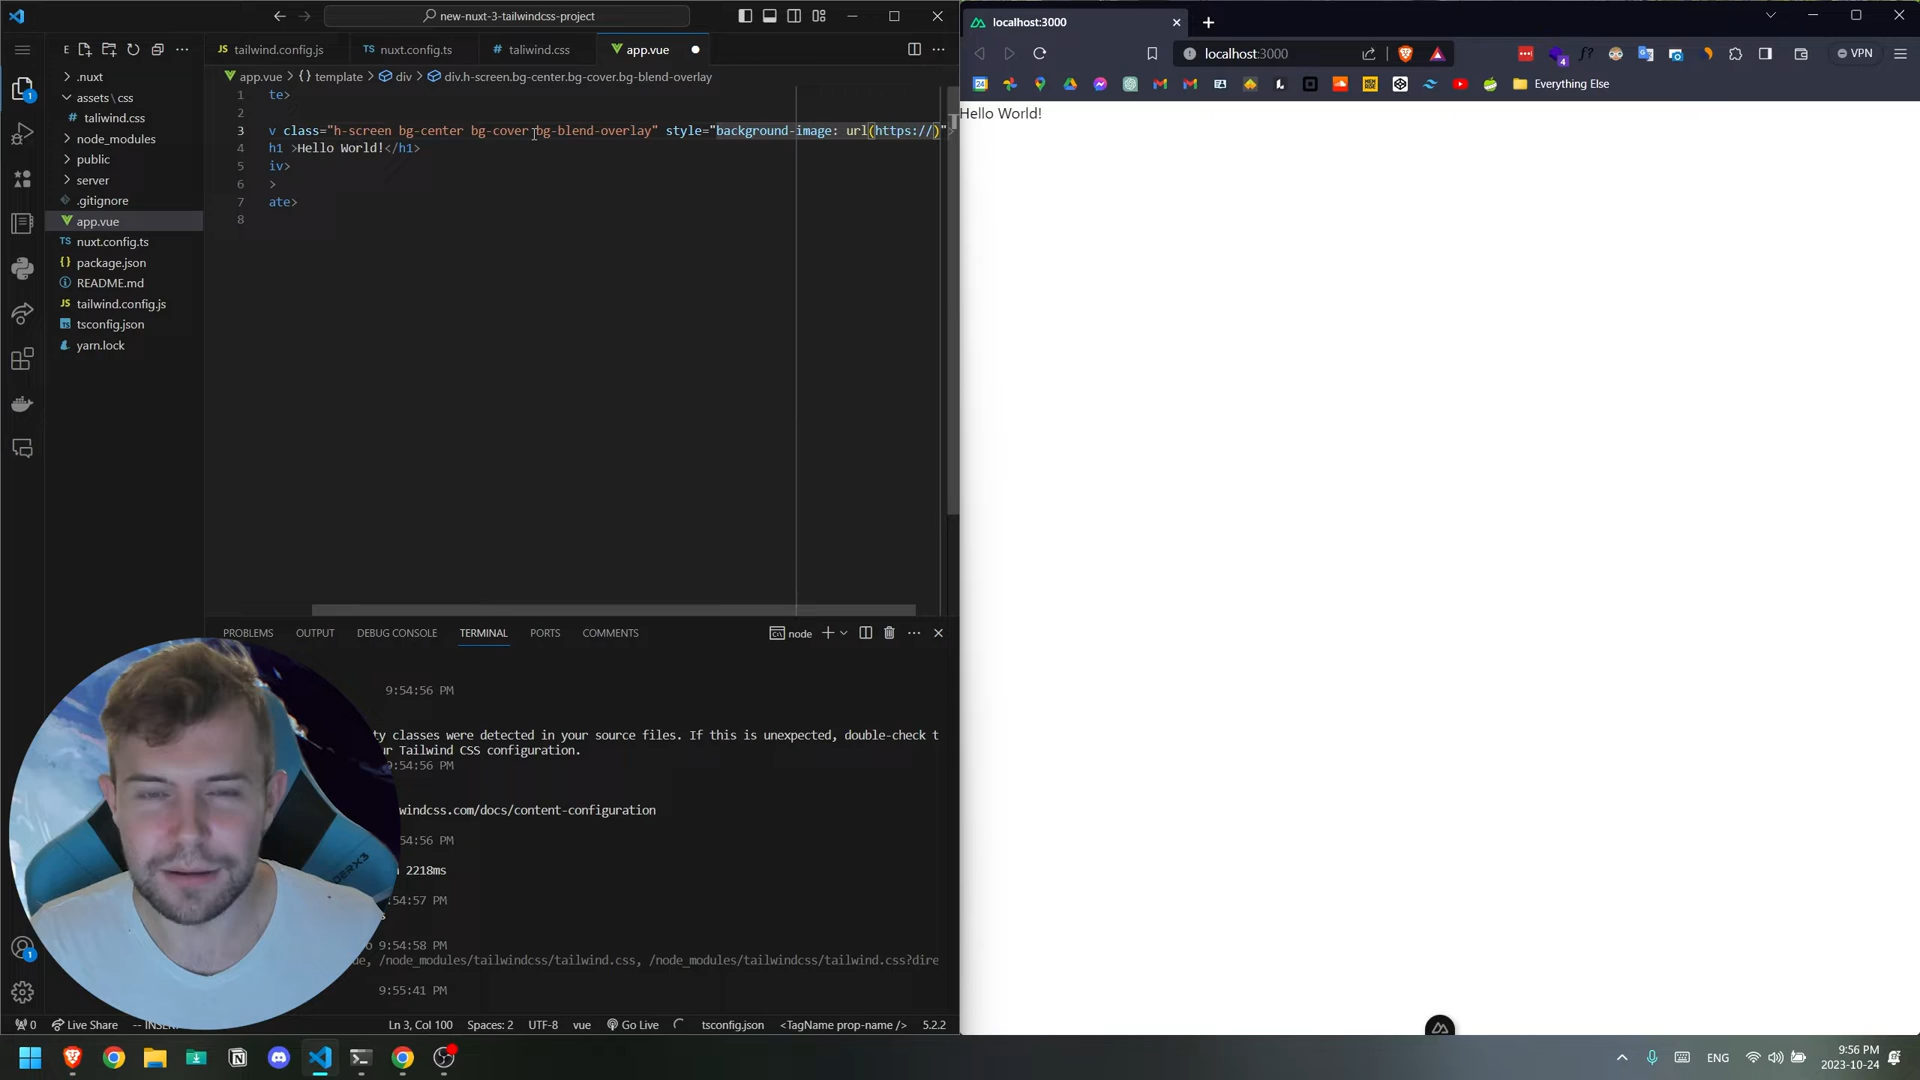 new-nuxt-3-tailwindcss-project
tailwind.config.js
nuxt.config.ts
taliwind.css
app.vue
app.vue > {} template > div > div.h-screen.bg-center.bg-cover.bg-blend-overlay
E
.nuxt
assets\css
taliwind.css
node_modules
public
server
.gitignore
app.vue
nuxt.config.ts
package.json
README.md
tailwind.config.js
tsconfig.json
yarn.lock
1 te>
2
3 v class="h-screen bg-center bg-cover bg-blend-overlay" style="background-image: url(https://)"
4 h1 >Hello World!</h1>
5 iv>
6 >
7 ate>
8
PROBLEMS OUTPUT DEBUG CONSOLE TERMINAL PORTS COMMENTS
node
9:54:56 PM
ty classes were detected in your source files. If this is unexpected, double-check t
r Tailwind CSS configuration.
9:54:56 PM
windcss.com/docs/content-configuration
54:56 PM
2218ms
54:57 PM
s
9:54:58 PM
de, /node_modules/tailwindcss/tailwind.css, /node_modules/tailwindcss/tailwind.css?dire
9:55:41 PM
0 Live Share -- INSER Ln 3, Col 100 Spaces: 2 UTF-8 vue Go Live tsconfig.json <TagName prop-name /> 5.2.2
localhost:3000
localhost:3000
VPN
Everything Else
Hello World!
ENG
9:56 PM
2023-10-24